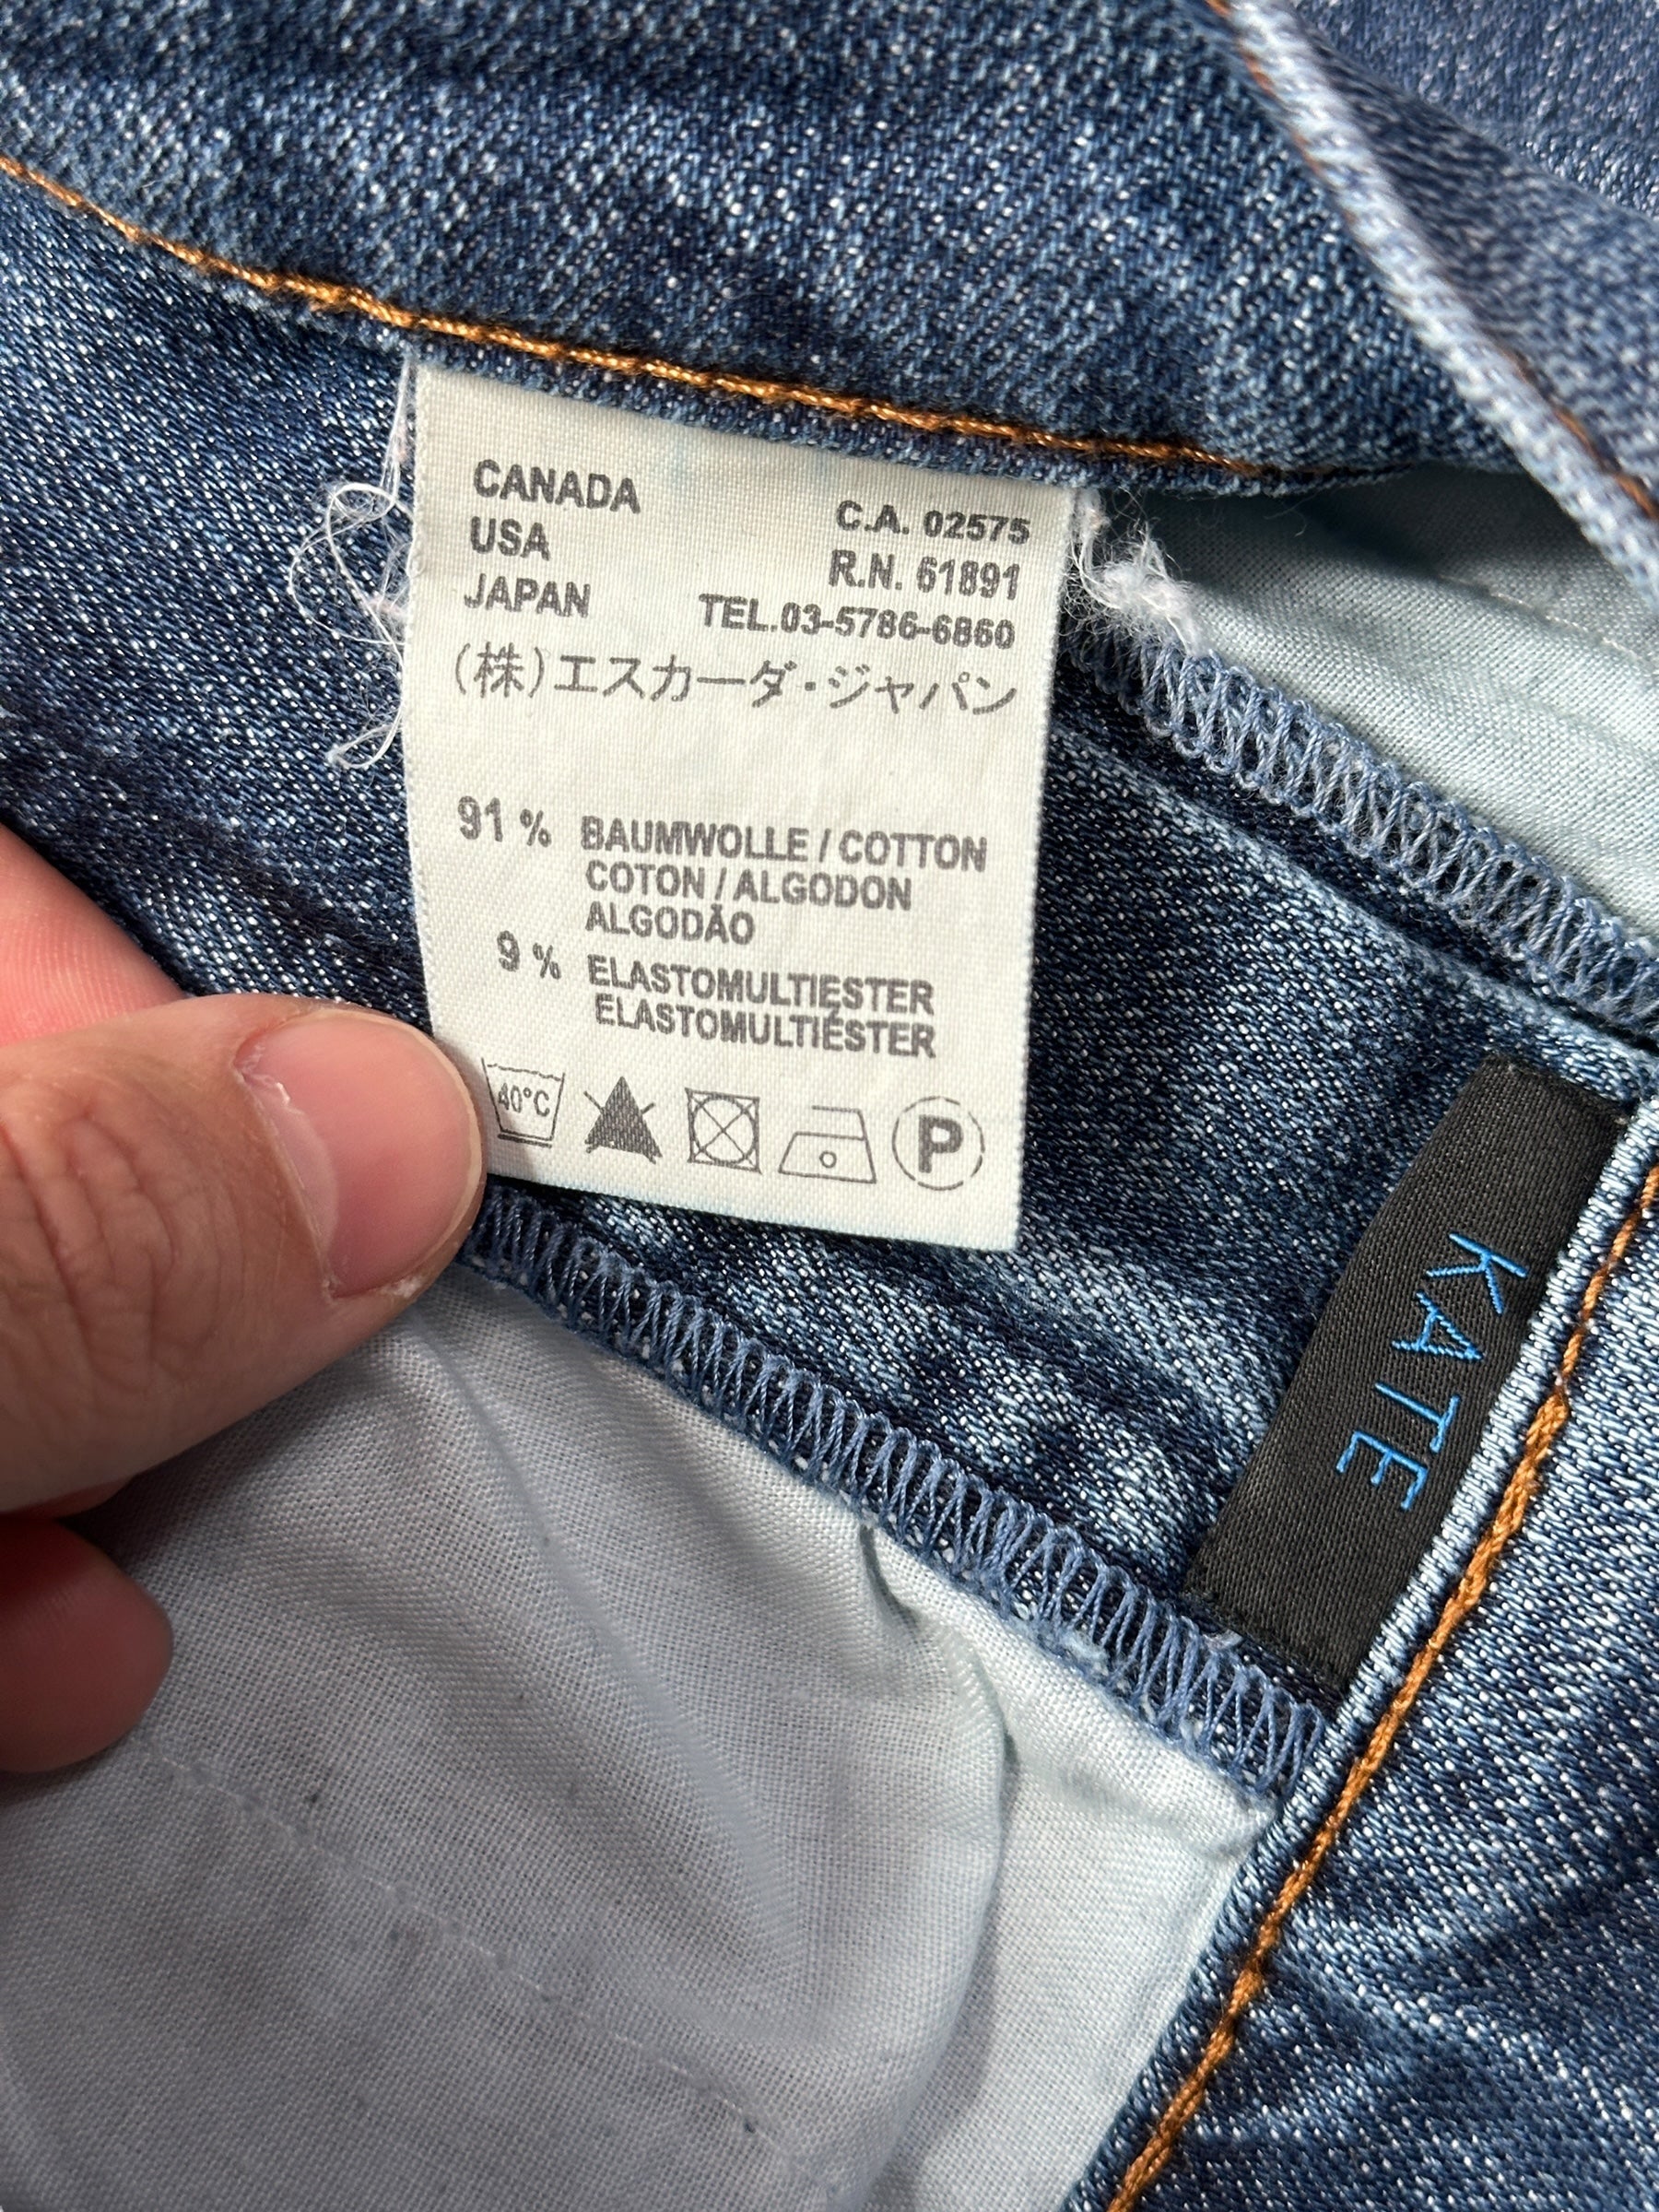 CANADA C.A. 02575
USA R.N. 61891
JAPAN TEL.03-5786-6860
(株)エスカーダ・ジャパン
91 % BAUMWOLLE / COTTON
COTON / ALGODON
ALGODÃO
9 % ELASTOMULTIESTER
ELASTOMULTIÉSTER
40°C
P
KATE